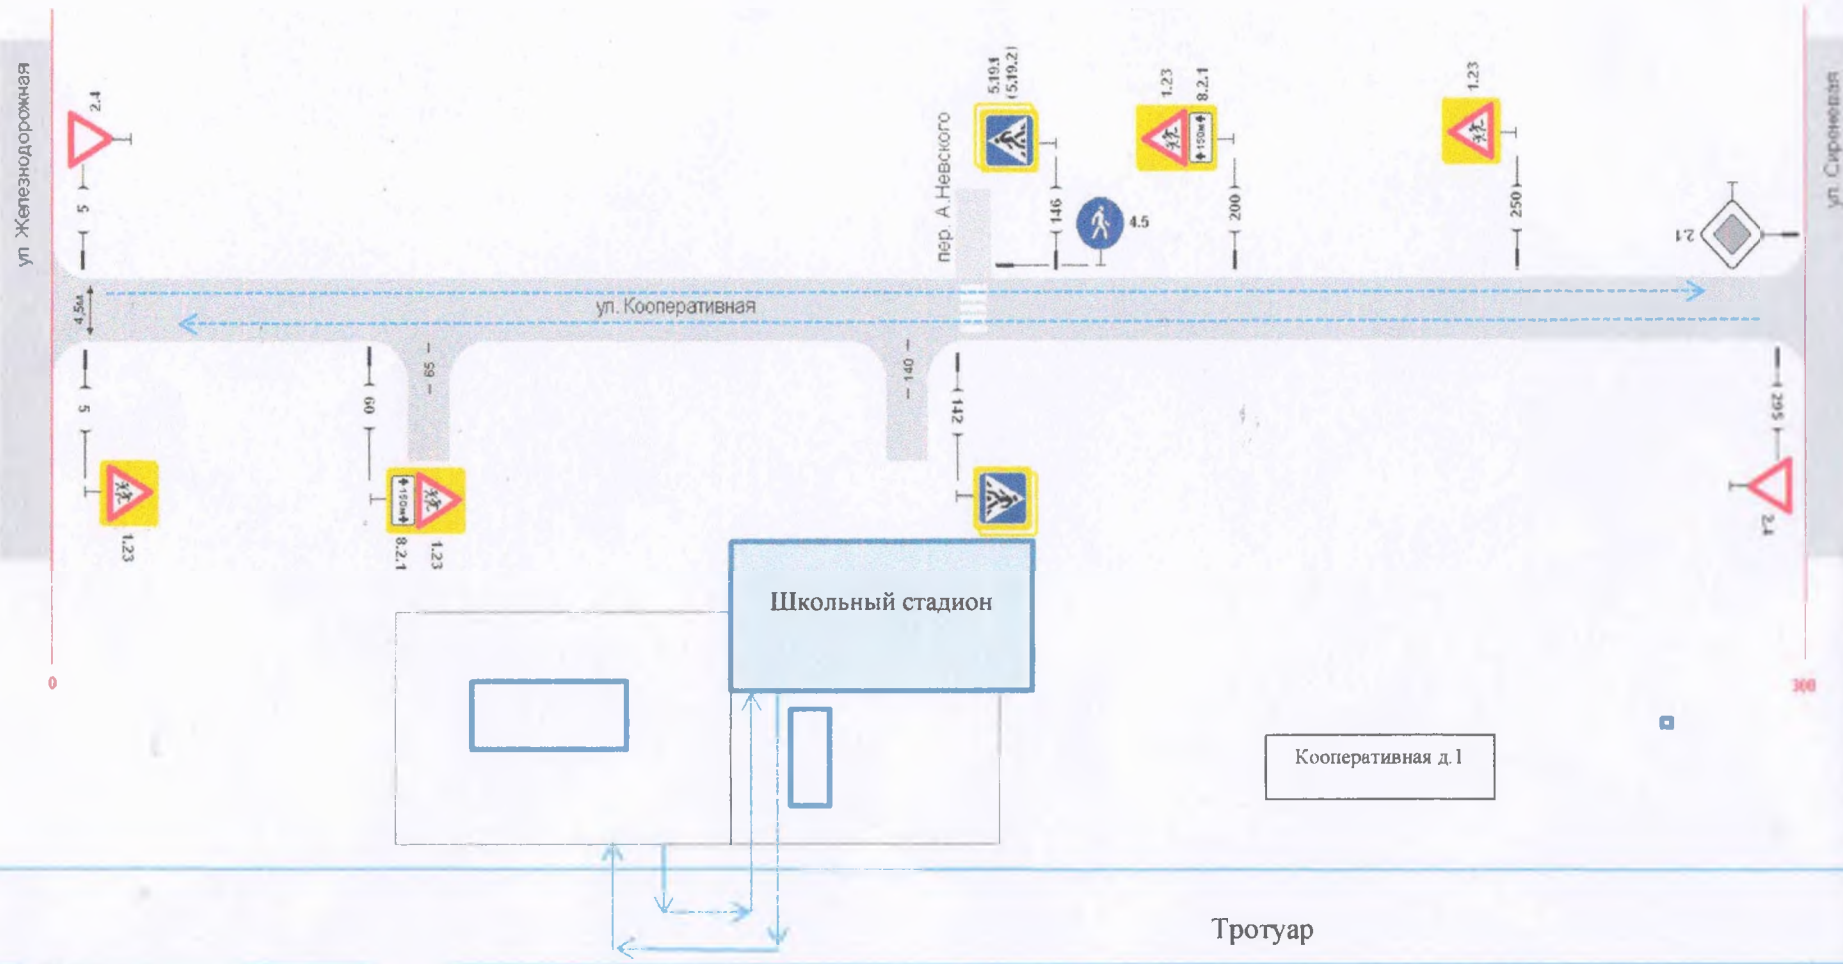 ул Железнодорожная
2.4
5
4,5м
ул. Кооперативная
пер. А.Невского
5.19.1
(5.19.2)
146
4.5
1.23
8.2.1
150м
200
1.23
250
2.1
ул. Сиреневая
5
1.23
60
65
150м
8.2.1
1.23
140
142
295
2.4
0
300
Школьный стадион
Кооперативная д.1
Тротуар